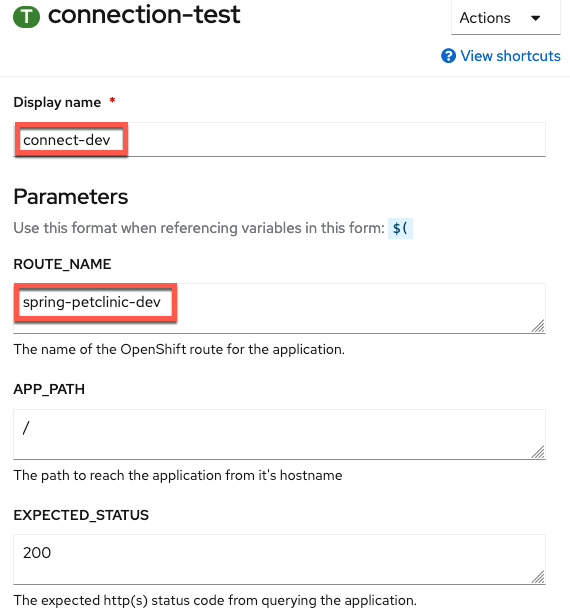 T connection-test
Actions
View shortcuts
Display name *
connect-dev
Parameters
Use this format when referencing variables in this form: $(
ROUTE_NAME
spring-petclinic-dev
The name of the OpenShift route for the application.
APP_PATH
/
The path to reach the application from it's hostname
EXPECTED_STATUS
200
The expected http(s) status code from querying the application.